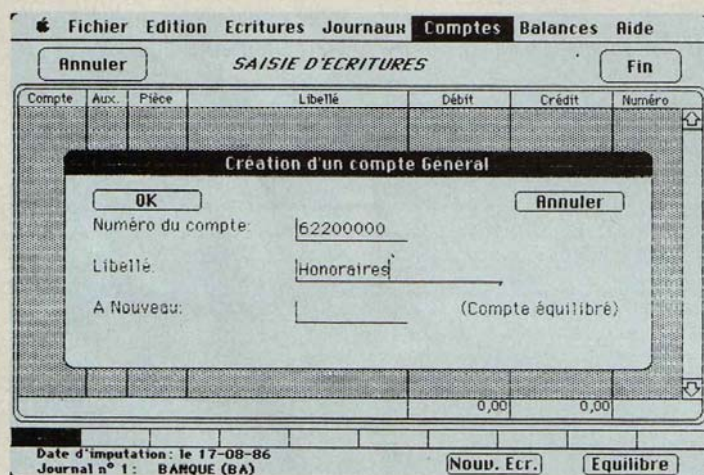 Fichier Edition Ecritures Journaux Comptes Balances Aide
Annuler SAISIE D'ECRITURES Fin
Compte Aux. Pièce Libellé Débit Crédit Numéro
Création d'un compte Général
OK Annuler
Numéro du compte: 62200000
Libellé: Honoraires
A Nouveau: (Compte équilibré)
0,00 0,00
Date d'imputation: le 17-08-86
Journal n° 1: BANQUE (BA) Nouv. Ecr. Equilibre